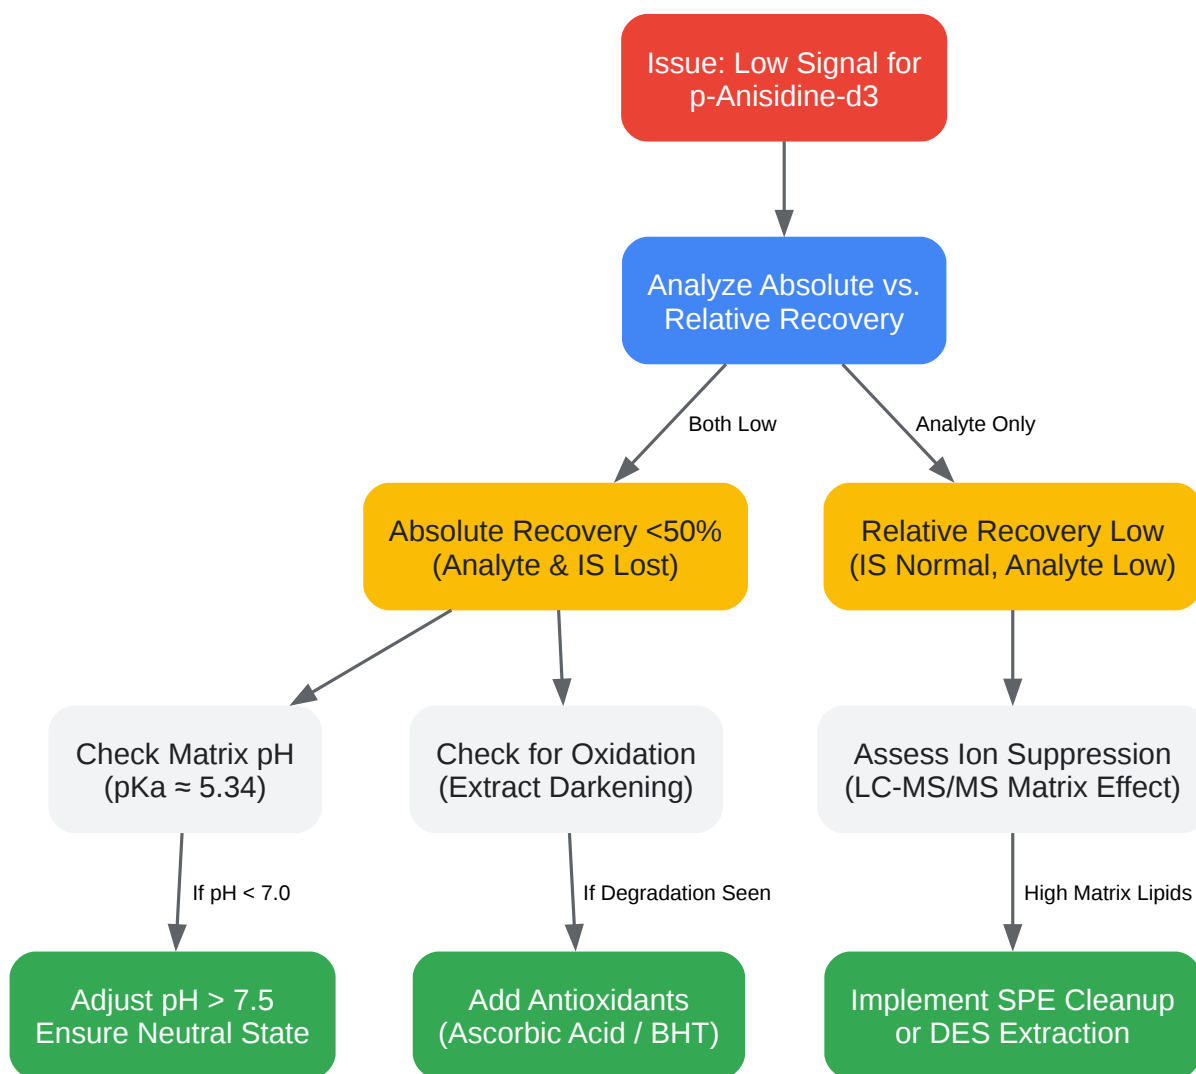 Issue: Low Signal for
p-Anisidine-d3
Analyze Absolute vs.
Relative Recovery
Both Low
Analyte Only
Absolute Recovery <50%
(Analyte & IS Lost)
Relative Recovery Low
(IS Normal, Analyte Low)
Check Matrix pH
(pKa ≈ 5.34)
Check for Oxidation
(Extract Darkening)
Assess Ion Suppression
(LC-MS/MS Matrix Effect)
If pH < 7.0
If Degradation Seen
High Matrix Lipids
Adjust pH > 7.5
Ensure Neutral State
Add Antioxidants
(Ascorbic Acid / BHT)
Implement SPE Cleanup
or DES Extraction